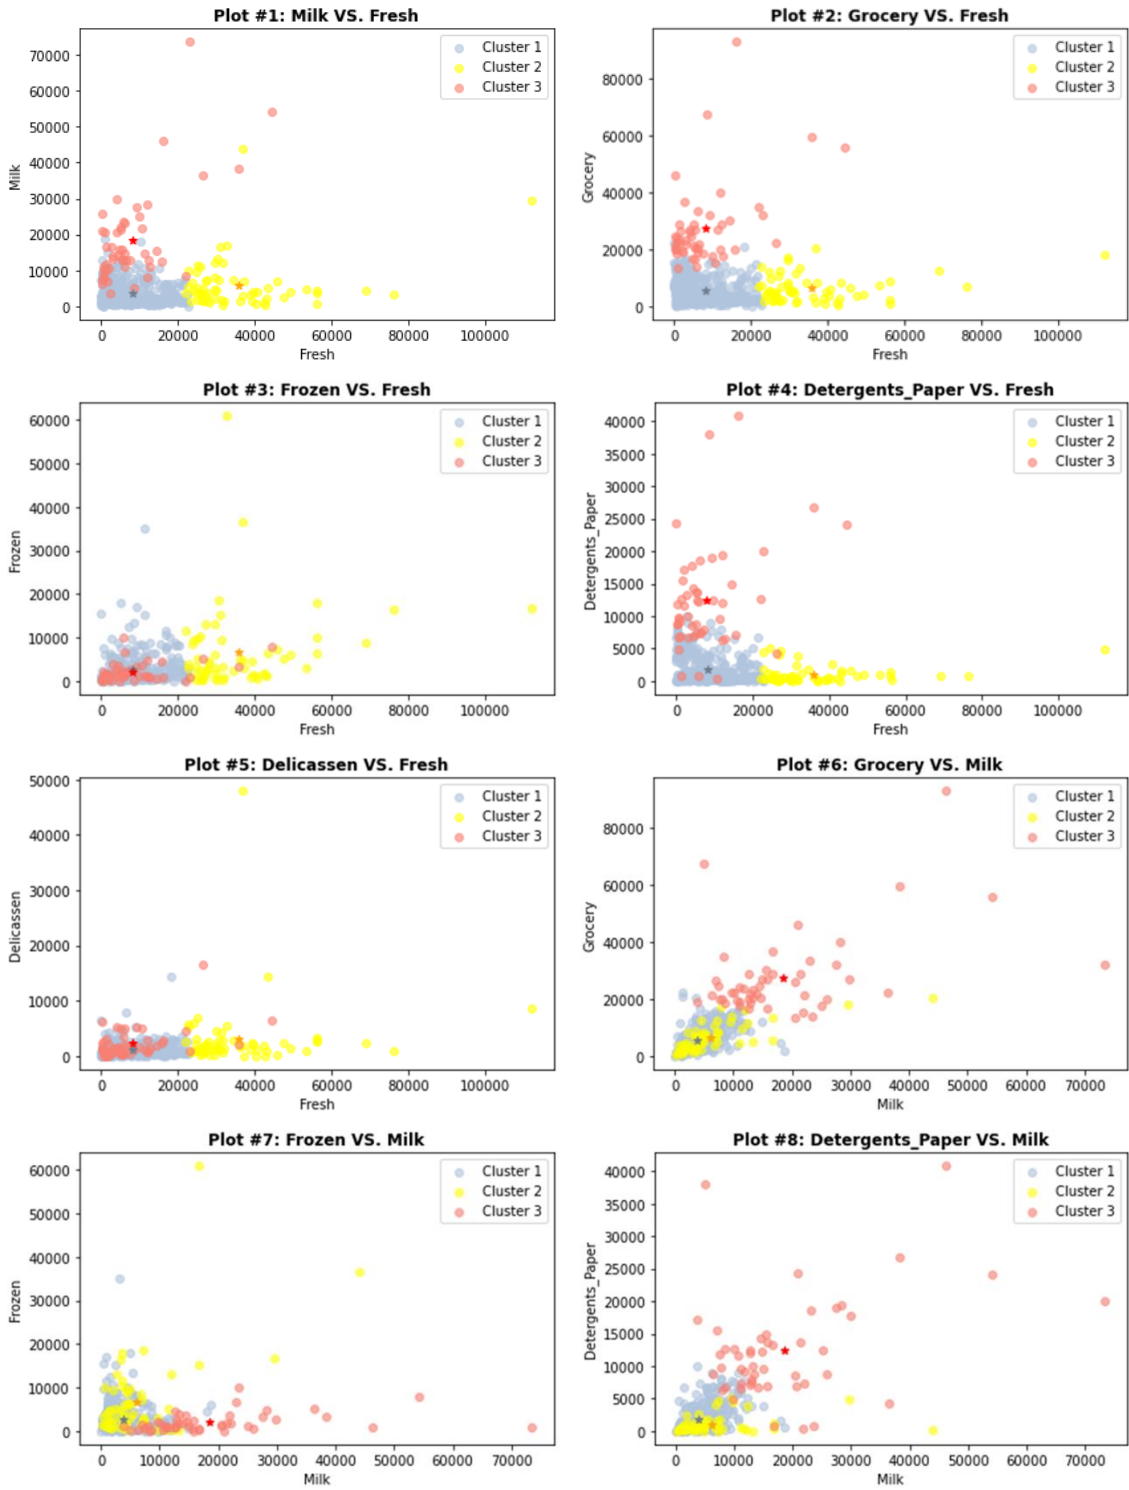 Plot #1: Milk VS. Fresh
70000
60000
50000
40000
30000
20000
10000
0
Milk
Cluster 1
Cluster 2
Cluster 3
0 20000 40000 60000 80000 100000
Fresh
Plot #2: Grocery VS. Fresh
80000
60000
40000
20000
0
Grocery
Cluster 1
Cluster 2
Cluster 3
0 20000 40000 60000 80000 100000
Fresh
Plot #3: Frozen VS. Fresh
60000
50000
40000
30000
20000
10000
0
Frozen
Cluster 1
Cluster 2
Cluster 3
0 20000 40000 60000 80000 100000
Fresh
Plot #4: Detergents_Paper VS. Fresh
40000
35000
30000
25000
20000
15000
10000
5000
0
Detergents_Paper
Cluster 1
Cluster 2
Cluster 3
0 20000 40000 60000 80000 100000
Fresh
Plot #5: Delicassen VS. Fresh
50000
40000
30000
20000
10000
0
Delicassen
Cluster 1
Cluster 2
Cluster 3
0 20000 40000 60000 80000 100000
Fresh
Plot #6: Grocery VS. Milk
80000
60000
40000
20000
0
Grocery
Cluster 1
Cluster 2
Cluster 3
0 10000 20000 30000 40000 50000 60000 70000
Milk
Plot #7: Frozen VS. Milk
60000
50000
40000
30000
20000
10000
0
Frozen
Cluster 1
Cluster 2
Cluster 3
0 10000 20000 30000 40000 50000 60000 70000
Milk
Plot #8: Detergents_Paper VS. Milk
40000
35000
30000
25000
20000
15000
10000
5000
0
Detergents_Paper
Cluster 1
Cluster 2
Cluster 3
0 10000 20000 30000 40000 50000 60000 70000
Milk